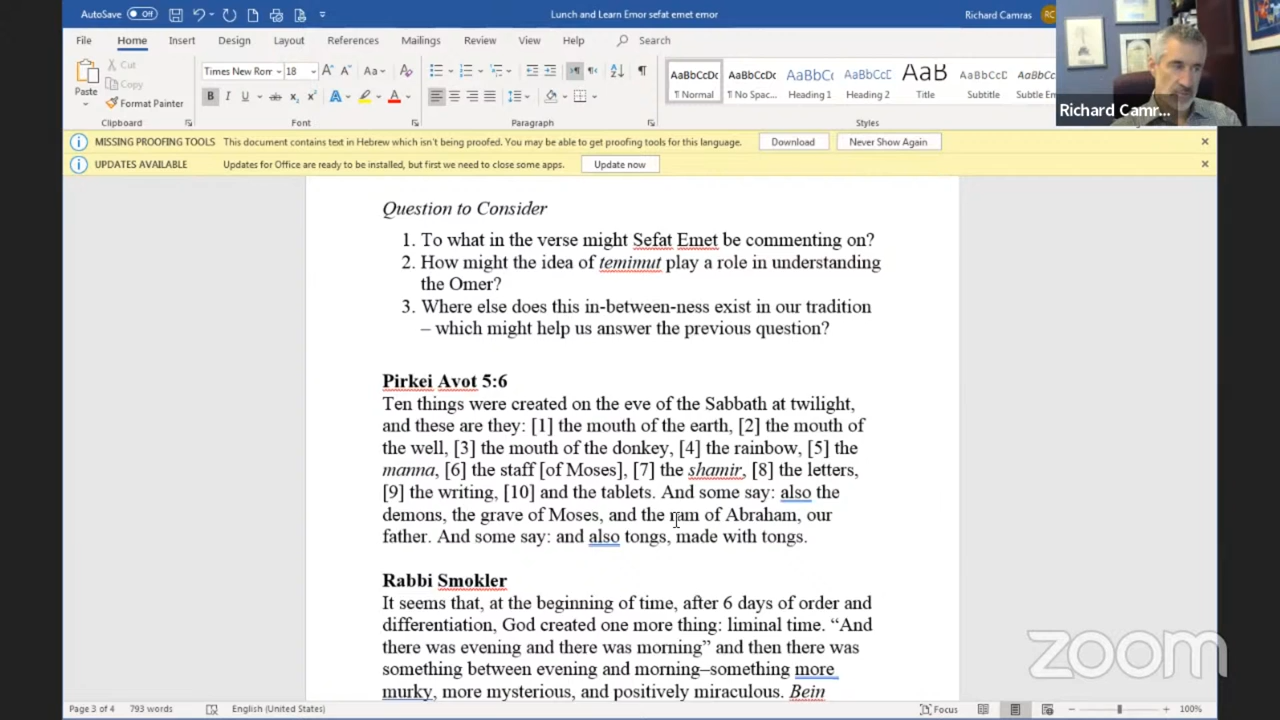 AutoSave Off Lunch and Learn Emor sefat emet emor Richard Camras RC
File Home Insert Design Layout References Mailings Review View Help Search
Paste Cut Copy Format Painter
Times New Rom 18 Aa
B I U ab x₂ x² A A
AaBbCcDc AaBbCcDc AaBbCc AaBbCcD AaB AaBbCcD AaBbCcDc
¶ Normal ¶ No Spac... Heading 1 Heading 2 Title Subtitle Subtle Em
Richard Camr...
Clipboard Font Paragraph Styles
MISSING PROOFING TOOLS This document contains text in Hebrew which isn't being proofed. You may be able to get proofing tools for this language. Download Never Show Again
UPDATES AVAILABLE Updates for Office are ready to be installed, but first we need to close some apps. Update now
Question to Consider
1. To what in the verse might Sefat Emet be commenting on?
2. How might the idea of temimut play a role in understanding
the Omer?
3. Where else does this in-between-ness exist in our tradition
– which might help us answer the previous question?
Pirkei Avot 5:6
Ten things were created on the eve of the Sabbath at twilight,
and these are they: [1] the mouth of the earth, [2] the mouth of
the well, [3] the mouth of the donkey, [4] the rainbow, [5] the
manna, [6] the staff [of Moses], [7] the shamir, [8] the letters,
[9] the writing, [10] and the tablets. And some say: also the
demons, the grave of Moses, and the ram of Abraham, our
father. And some say: and also tongs, made with tongs.
Rabbi Smokler
It seems that, at the beginning of time, after 6 days of order and
differentiation, God created one more thing: liminal time. “And
there was evening and there was morning” and then there was
something between evening and morning–something more
murky, more mysterious, and positively miraculous. Bein
zoom
Page 3 of 4 793 words English (United States) Focus 100%